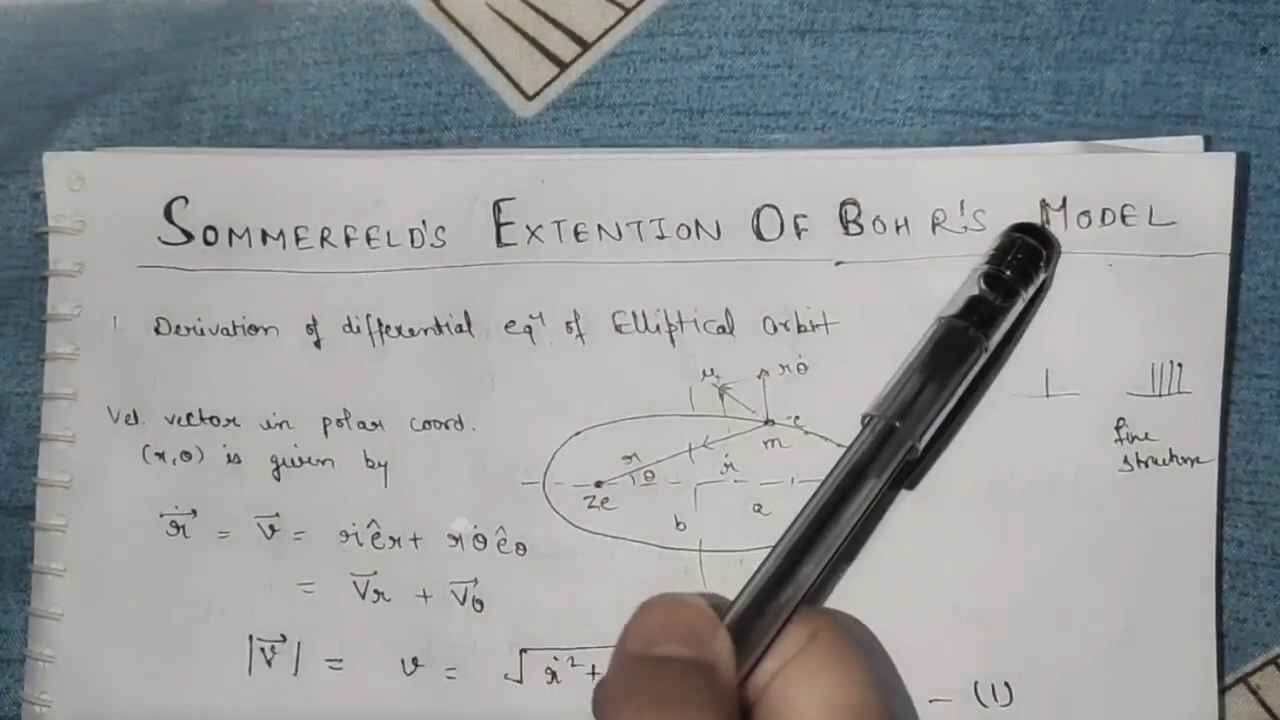 SOMMERFELD'S EXTENTION OF BOHR'S MODEL
1 Derivation of differential eqⁿ of Elliptical orbit
Vel. vector in polar coord.
(r,θ) is given by
r⃗̇ = v⃗ = ṙêr + rθ̇êθ
= V⃗r + V⃗θ
|V⃗| = v = √ṙ²+
— (1)
rθ̇
-e
m
r
θ
ṙ
Ze
a
b
fine
structure